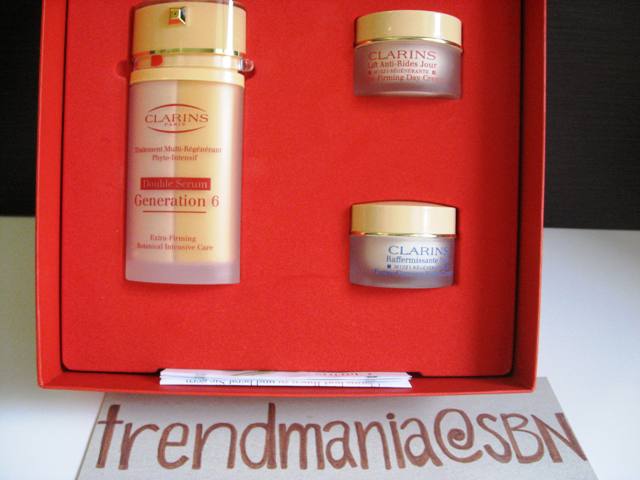 CLARINS
PARIS
Traitement Multi-Régénérant
Phyto-Intensif
Double Serum
Generation 6
Extra-Firming
Botanical Intensive Care
CLARINS
Lift Anti-Rides Jour
MULTI-RÉGÉNÉRANTE
Firming Day
CLARINS
Raffermissante
trendmania@SBN